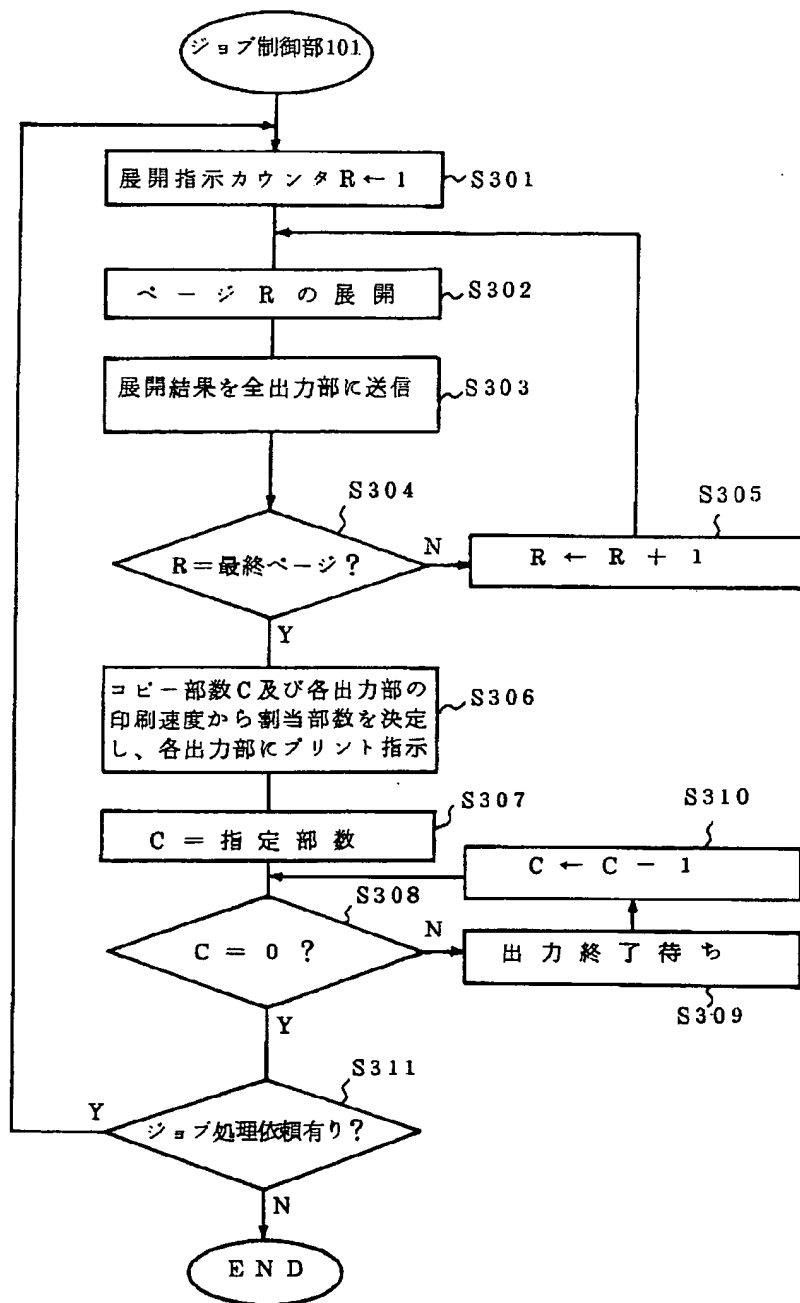 ジョブ制御部101
展開指示カウンタR←1
S301
ページRの展開
S302
展開結果を全出力部に送信
S303
S304
R=最終ページ?
N
S305
R ← R + 1
Y
コピー部数C及び各出力部の
印刷速度から割当部数を決定
し、各出力部にプリント指示
S306
S307
C = 指定部数
S310
C ← C - 1
S308
C = 0 ?
N
出力終了待ち
S309
Y
S311
Y
ジョブ処理依頼有り?
N
END